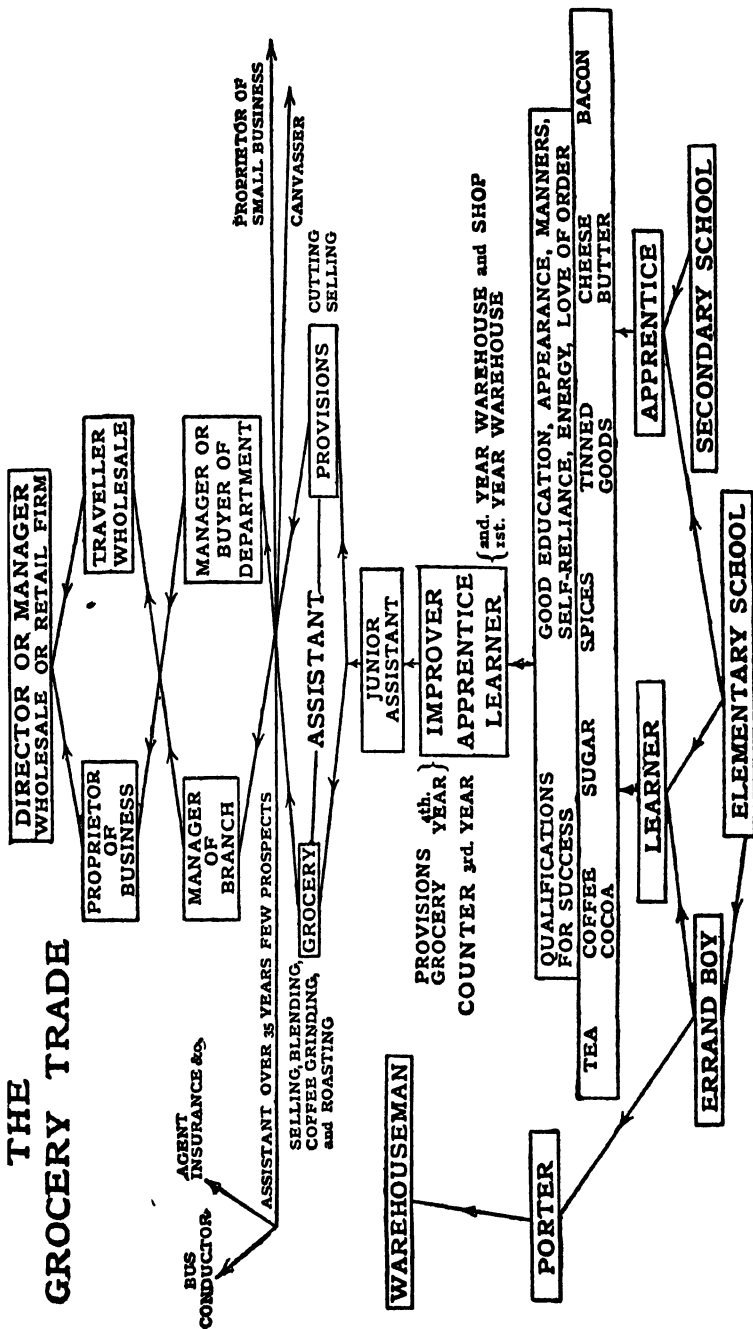 THE
GROCERY TRADE
DIRECTOR OR MANAGER
WHOLESALE OR RETAIL FIRM
PROPRIETOR
OF
BUSINESS
TRAVELLER
WHOLESALE
MANAGER
OF
BRANCH
MANAGER OR
BUYER OF
DEPARTMENT
BUS
CONDUCTOR
AGENT
INSURANCE &c,
PROPRIETOR OF
SMALL BUSINESS
CANVASSER
ASSISTANT OVER 35 YEARS FEW PROSPECTS
SELLING, BLENDING,
COFFEE GRINDING,
and ROASTING
GROCERY
ASSISTANT
PROVISIONS
CUTTING
SELLING
JUNIOR
ASSISTANT
WAREHOUSEMAN
PROVISIONS 4th.
GROCERY YEAR
COUNTER 3rd. YEAR
IMPROVER
APPRENTICE
LEARNER
2nd. YEAR WAREHOUSE and SHOP
1st. YEAR WAREHOUSE
PORTER
QUALIFICATIONS
FOR SUCCESS
GOOD EDUCATION, APPEARANCE, MANNERS,
SELF-RELIANCE, ENERGY, LOVE OF ORDER
TEA
COFFEE
COCOA
SUGAR
SPICES
TINNED
GOODS
CHEESE
BUTTER
BACON
LEARNER
APPRENTICE
ERRAND BOY
ELEMENTARY SCHOOL
SECONDARY SCHOOL